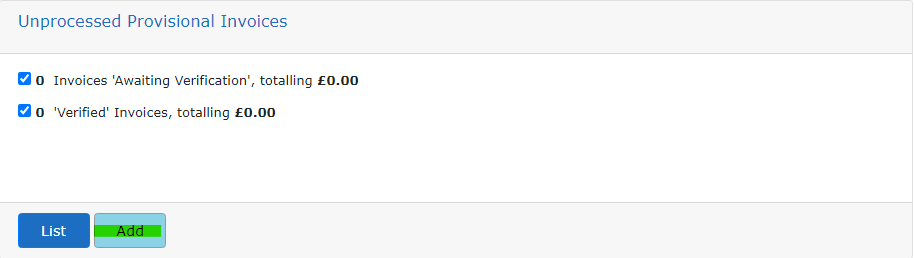 Unprocessed Provisional Invoices
0 Invoices 'Awaiting Verification', totalling £0.00
0 'Verified' Invoices, totalling £0.00
List Add